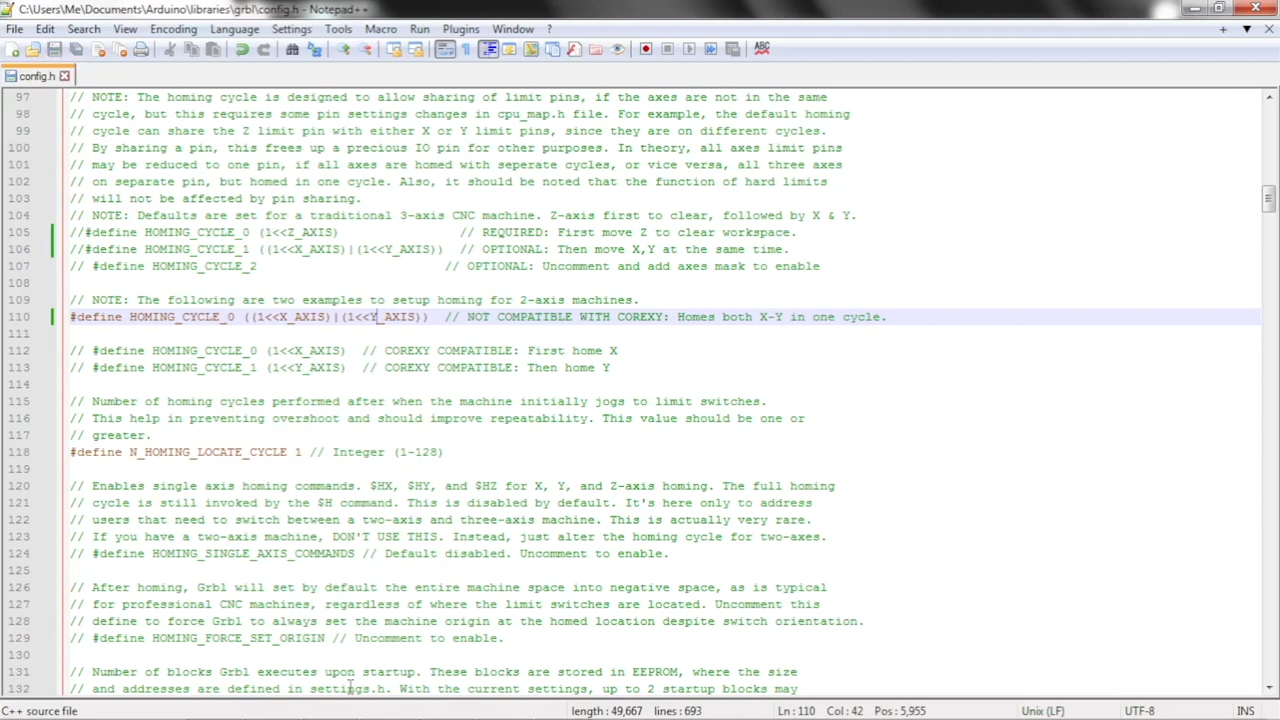 C:\Users\Me\Documents\Arduino\libraries\grbl\config.h - Notepad++
File Edit Search View Encoding Language Settings Tools Macro Run Plugins Window ?
config.h
97 // NOTE: The homing cycle is designed to allow sharing of limit pins, if the axes are not in the same
98 // cycle, but this requires some pin settings changes in cpu_map.h file. For example, the default homing
99 // cycle can share the Z limit pin with either X or Y limit pins, since they are on different cycles.
100 // By sharing a pin, this frees up a precious IO pin for other purposes. In theory, all axes limit pins
101 // may be reduced to one pin, if all axes are homed with seperate cycles, or vice versa, all three axes
102 // on separate pin, but homed in one cycle. Also, it should be noted that the function of hard limits
103 // will not be affected by pin sharing.
104 // NOTE: Defaults are set for a traditional 3-axis CNC machine. Z-axis first to clear, followed by X & Y.
105 //#define HOMING_CYCLE_0 (1<<Z_AXIS) // REQUIRED: First move Z to clear workspace.
106 //#define HOMING_CYCLE_1 ((1<<X_AXIS)|(1<<Y_AXIS)) // OPTIONAL: Then move X,Y at the same time.
107 // #define HOMING_CYCLE_2 // OPTIONAL: Uncomment and add axes mask to enable
108
109 // NOTE: The following are two examples to setup homing for 2-axis machines.
110 #define HOMING_CYCLE_0 ((1<<X_AXIS)|(1<<Y_AXIS)) // NOT COMPATIBLE WITH COREXY: Homes both X-Y in one cycle.
111
112 // #define HOMING_CYCLE_0 (1<<X_AXIS) // COREXY COMPATIBLE: First home X
113 // #define HOMING_CYCLE_1 (1<<Y_AXIS) // COREXY COMPATIBLE: Then home Y
114
115 // Number of homing cycles performed after when the machine initially jogs to limit switches.
116 // This help in preventing overshoot and should improve repeatability. This value should be one or
117 // greater.
118 #define N_HOMING_LOCATE_CYCLE 1 // Integer (1-128)
119
120 // Enables single axis homing commands. $HX, $HY, and $HZ for X, Y, and Z-axis homing. The full homing
121 // cycle is still invoked by the $H command. This is disabled by default. It's here only to address
122 // users that need to switch between a two-axis and three-axis machine. This is actually very rare.
123 // If you have a two-axis machine, DON'T USE THIS. Instead, just alter the homing cycle for two-axes.
124 // #define HOMING_SINGLE_AXIS_COMMANDS // Default disabled. Uncomment to enable.
125
126 // After homing, Grbl will set by default the entire machine space into negative space, as is typical
127 // for professional CNC machines, regardless of where the limit switches are located. Uncomment this
128 // define to force Grbl to always set the machine origin at the homed location despite switch orientation.
129 // #define HOMING_FORCE_SET_ORIGIN // Uncomment to enable.
130
131 // Number of blocks Grbl executes upon startup. These blocks are stored in EEPROM, where the size
132 // and addresses are defined in settings.h. With the current settings, up to 2 startup blocks may
C++ source file length : 49,667 lines : 693 Ln : 110 Col : 42 Pos : 5,955 Unix (LF) UTF-8 INS